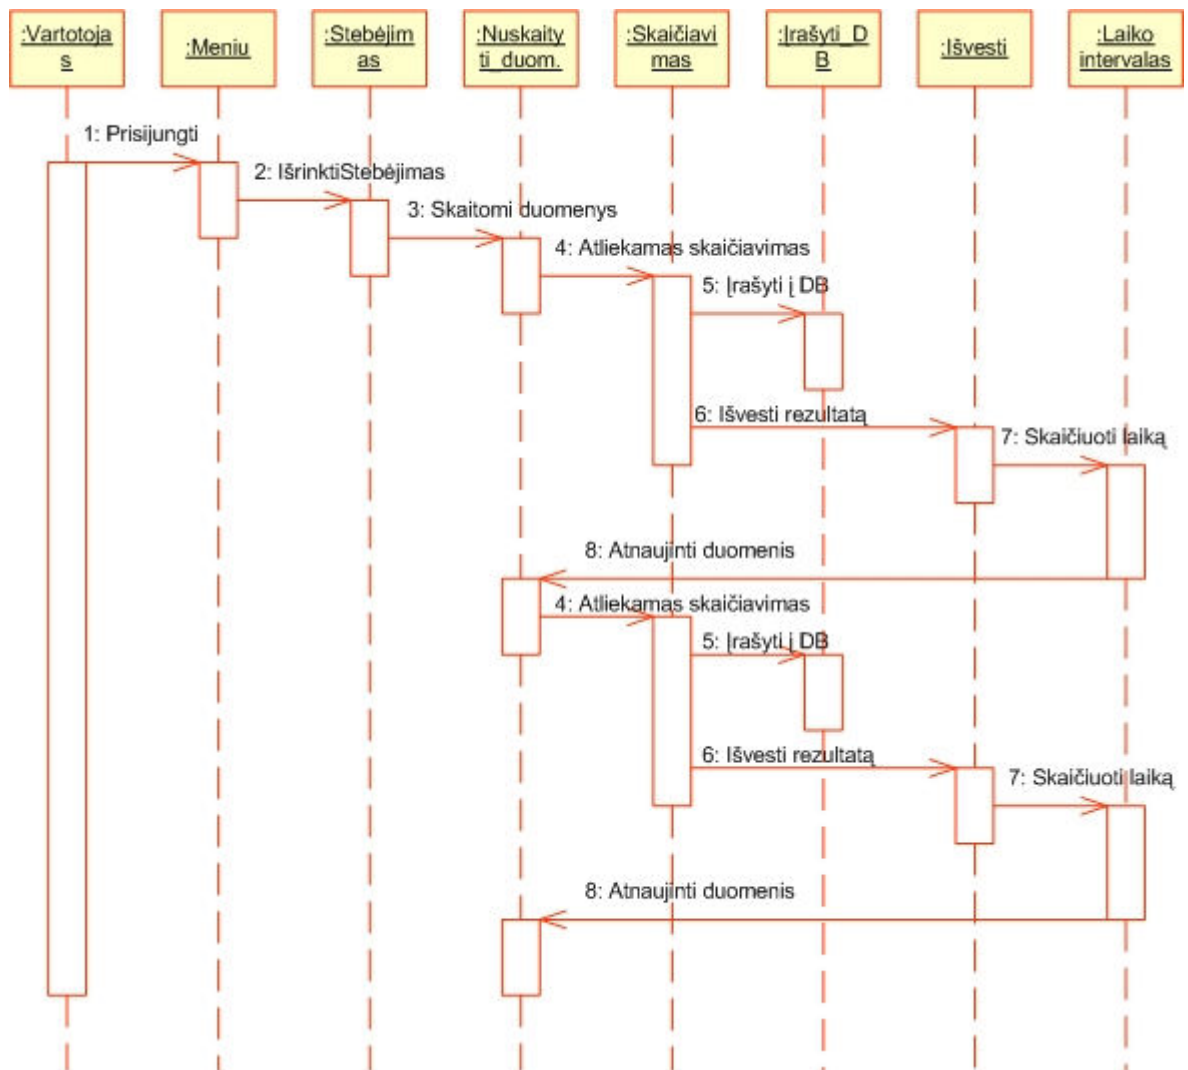 :Vartotoja
s
:Meniu
:Stebėjim
as
:Nuskaity
ti_duom.
:Skaičiavi
mas
:Įrašyti_D
B
:Išvesti
:Laiko
intervalas
1: Prisijungti
2: IšrinktiStebėjimas
3: Skaitomi duomenys
4: Atliekamas skaičiavimas
5: Įrašyti į DB
6: Išvesti rezultatą
7: Skaičiuoti laiką
8: Atnaujinti duomenis
4: Atliekamas skaičiavimas
5: Įrašyti į DB
6: Išvesti rezultatą
7: Skaičiuoti laiką
8: Atnaujinti duomenis